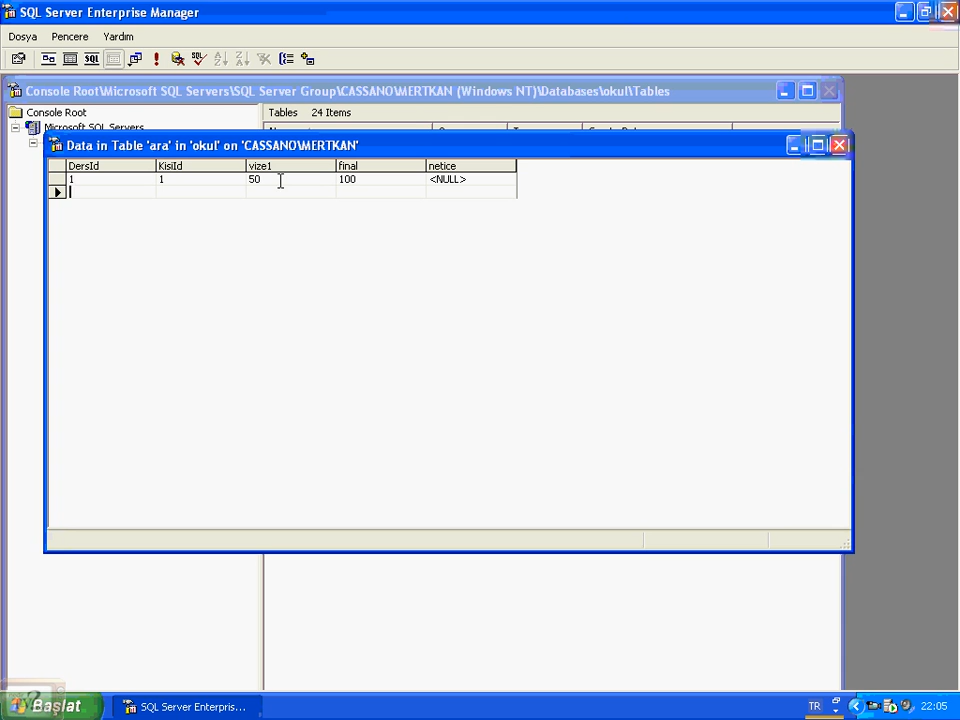 SQL Server Enterprise Manager
Dosya Pencere Yardım
Console Root\Microsoft SQL Servers\SQL Server Group\CASSANO\MERTKAN (Windows NT)\Databases\okul\Tables
Console Root
Tables 24 Items
Microsoft SQL Servers
Data in Table 'ara' in 'okul' on 'CASSANO\MERTKAN'
DersId KisiId vize1 final netice
1 1 50 100 <NULL>
Başlat
SQL Server Enterpris...
TR
22:05